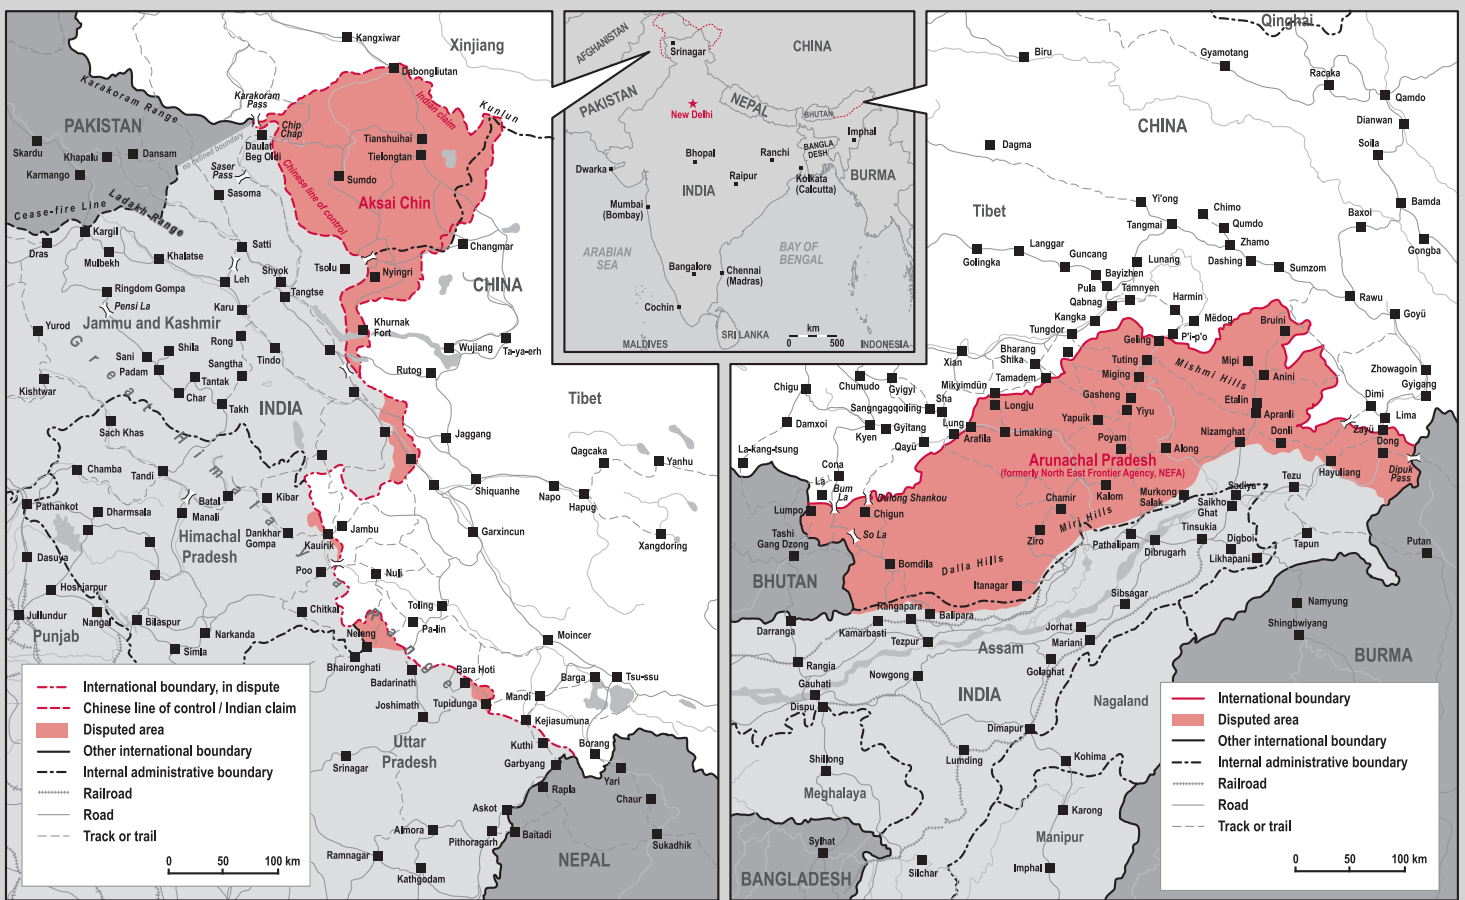 Kangxiwar
Xinjiang
Dabongliutan
Karakoram Range
Karakoram
Pass
Indian claim
Kunlun
PAKISTAN
Chip
Chap
Skardu
Khapalu
Dansam
Daulat
Beg Oldi
no defined boundary
Tianshuihai
Tielongtan
Karmango
Saser
Pass
Sumdo
Chinese line of control
Sasoma
Aksai Chin
Cease-fire Line
Ladakh Range
Kargil
Dras
Mulbekh
Khalatse
Satti
Changmar
Tsolu
Nyingri
Shyok
Leh
Tangtse
CHINA
Ringdom Gompa
Pensi La
Karu
Jammu and Kashmir
Khurnak
Fort
Yurod
Rong
Wujiang
Ta-ya-erh
Sani
Shila
Tindo
Padam
Sangtha
Rutog
Tantak
Kishtwar
Char
Takh
INDIA
Tibet
Great Himalaya Range
Sach Khas
Jaggang
Chamba
Tandi
Qagcaka
Yanhu
Shiquanhe
Napo
Hapug
Batal
Kibar
Pathankot
Dharmsala
Manali
Jambu
Garxincun
Xangdoring
Himachal
Pradesh
Dankhar
Gompa
Kaurik
Dasuya
Poo
Nuji
Hoshiarpur
Chitkal
Toling
Jullundur
Nangal
Bilaspur
Pa-lin
Punjab
Narkanda
Nelang
Moincer
Simla
Bhaironghati
Bara Hoti
Badarinath
Barga
Tsu-ssu
Mandi
Joshimath
Tupidunga
Kejiasumuna
Uttar
Pradesh
Kuthi
Borang
Srinagar
Garbyang
Yari
Rapla
Chaur
Askot
Almora
Pithoragarh
Baitadi
Sukadhik
Ramnagar
Kathgodam
NEPAL
International boundary, in dispute
Chinese line of control / Indian claim
Disputed area
Other international boundary
Internal administrative boundary
Railroad
Road
Track or trail
0 50 100 km
AFGHANISTAN
Srinagar
CHINA
PAKISTAN
New Delhi
NEPAL
BHUTAN
Imphal
Bhopal
Ranchi
BANGLA
DESH
Dwarka
INDIA
Raipur
Kolkata
(Calcutta)
BURMA
Mumbai
(Bombay)
ARABIAN
SEA
BAY OF
BENGAL
Bangalore
Chennai
(Madras)
Cochin
SRI LANKA
MALDIVES
INDONESIA
km
0 500
Qinghai
Biru
Gyamotang
Racaka
Qamdo
CHINA
Dianwan
Dagma
Soila
Yi'ong
Bamda
Tibet
Chimo
Baxoi
Tangmai
Qumdo
Langgar
Zhamo
Gongba
Golingka
Guncang
Lunang
Dashing
Sumzom
Bayizhen
Pula
Tamnyen
Rawu
Qabnag
Harmin
Kangka
Mëdog
Goyü
Tungdor
Bruini
Geling
P'i-p'o
Bharang
Shika
Xian
Tuting
Mishmi Hills
Mipi
Zhowagoin
Chumudo
Tamadem
Miging
Anini
Gyigang
Chigu
Gyigyi
Mikyimdün
Gasheng
Etalin
Dimi
Sangngagqoiling
Sha
Longju
Yiyu
Apranli
Lima
Damxoi
Yapuik
Kyen
Gyitang
Lung
Limaking
Poyam
Nizamghat
Donli
Zayü
La-kang-tsung
Qayü
Arafila
Along
Dong
Cona
Arunachal Pradesh
(formerly North East Frontier Agency, NEFA)
Hayuliang
Dipuk
Pass
La
Bum
La
Dulong Shankou
Kalom
Murkong
Salak
Sadiya
Tezu
Lumpo
Chigun
Chamir
Saikho
Ghat
Miri Hills
Tashi
Gang Dzong
So La
Ziro
Tinsukia
Pathalipam
Dibrugarh
Digboi
Tapun
Putan
BHUTAN
Bomdila
Dalla Hills
Likhapani
Itanagar
Sibsagar
Namyung
Rangapara
Balipara
Darranga
Kamarbasti
Tezpur
Jorhat
Mariani
Shingbwiyang
Assam
Rangia
Golaghat
BURMA
Nowgong
Gauhati
INDIA
Nagaland
Dispu
Dimapur
Shillong
Lumding
Kohima
Meghalaya
Karong
Sylhat
Manipur
BANGLADESH
Silchar
Imphal
International boundary
Disputed area
Other international boundary
Internal administrative boundary
Railroad
Road
Track or trail
0 50 100 km